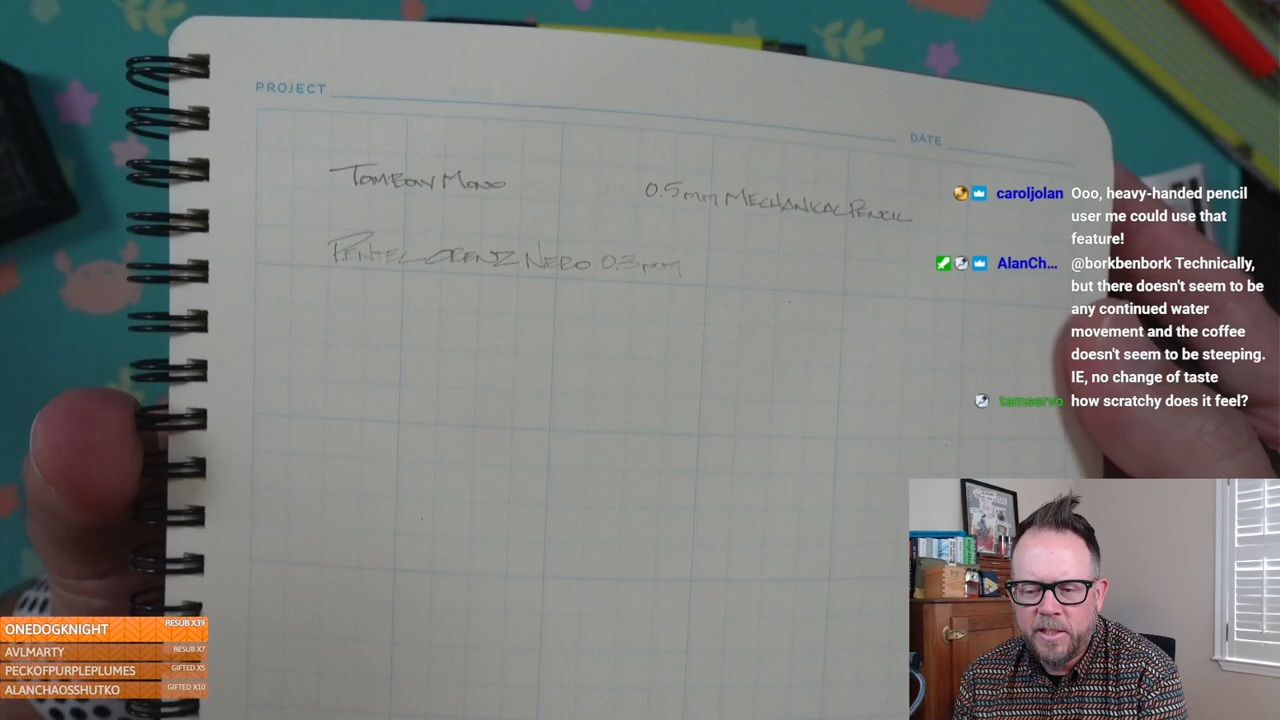 PROJECT
DATE
TOMBOW MONO
0.5mm MECHANICAL PENCIL
PENTEL ORENZ NERO 0.3mm
caroljolan Ooo, heavy-handed pencil
user me could use that
feature!
AlanCh... @borkbenbork Technically,
but there doesn't seem to be
any continued water
movement and the coffee
doesn't seem to be steeping.
IE, no change of taste
tamservo how scratchy does it feel?
ONEDOGKNIGHT RESUB X39
AVLMARTY RESUB X7
PECKOFPURPLEPLUMES GIFTED X5
ALANCHAOSSHUTKO GIFTED X10